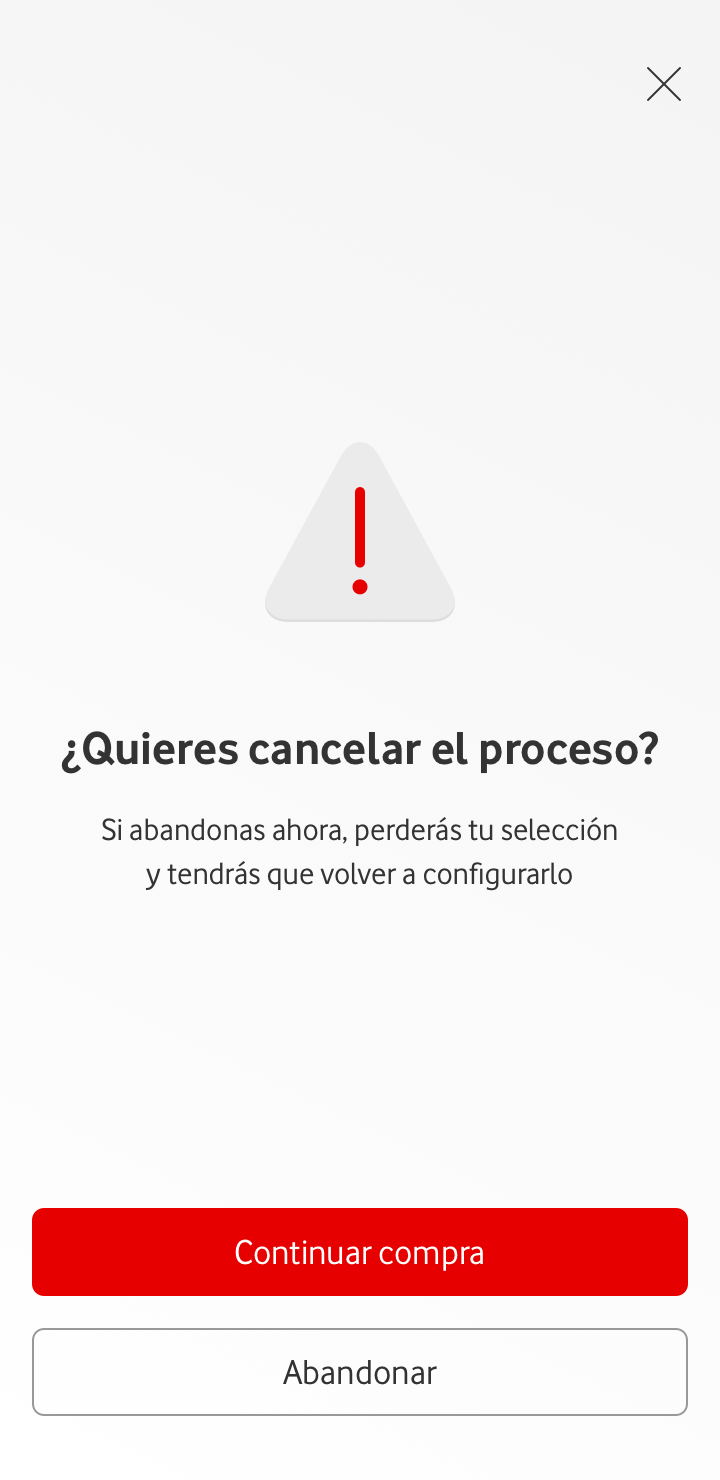 ¿Quieres cancelar el proceso?
Si abandonas ahora, perderás tu selección
y tendrás que volver a configurarlo
Continuar compra
Abandonar